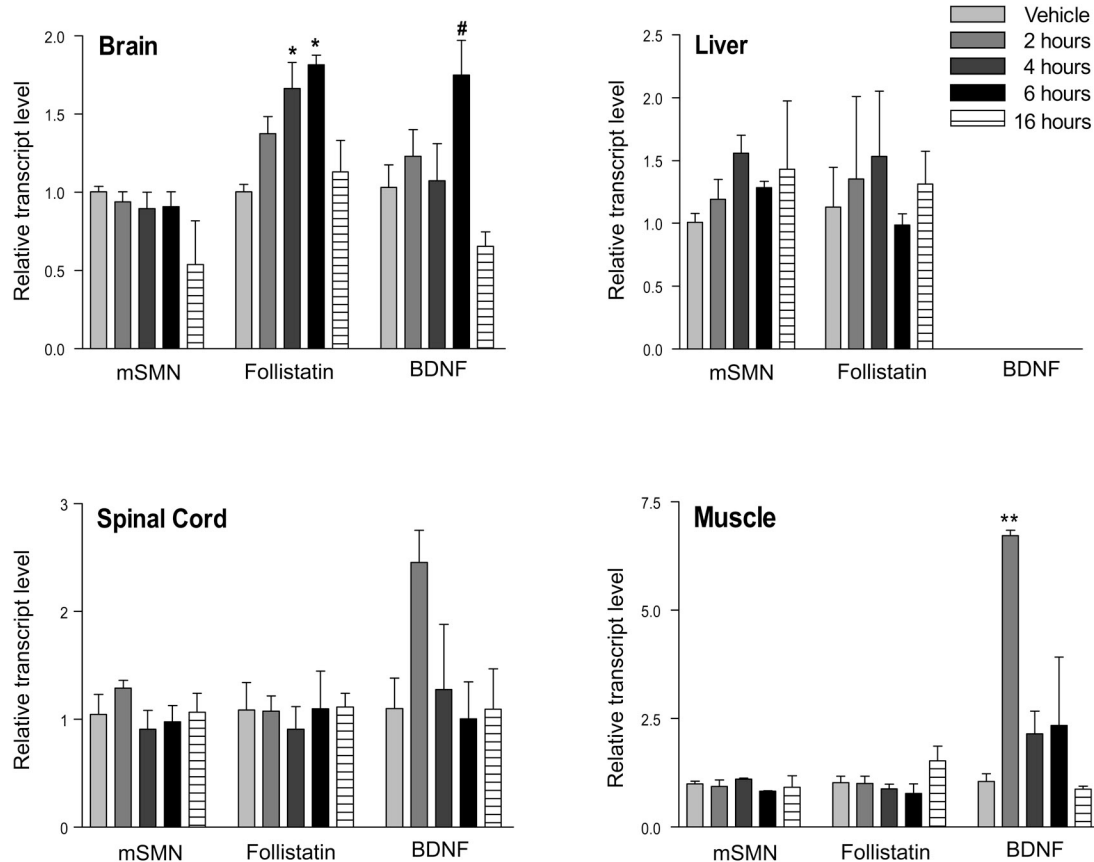 Brain
Relative transcript level
2.0
1.5
1.0
0.5
0.0
* * #
mSMN Follistatin BDNF
Liver
Relative transcript level
2.5
2.0
1.5
1.0
0.5
0.0
mSMN Follistatin BDNF
Vehicle
2 hours
4 hours
6 hours
16 hours
Spinal Cord
Relative transcript level
3
2
1
0
mSMN Follistatin BDNF
Muscle
Relative transcript level
7.5
5.0
2.5
0.0
**
mSMN Follistatin BDNF